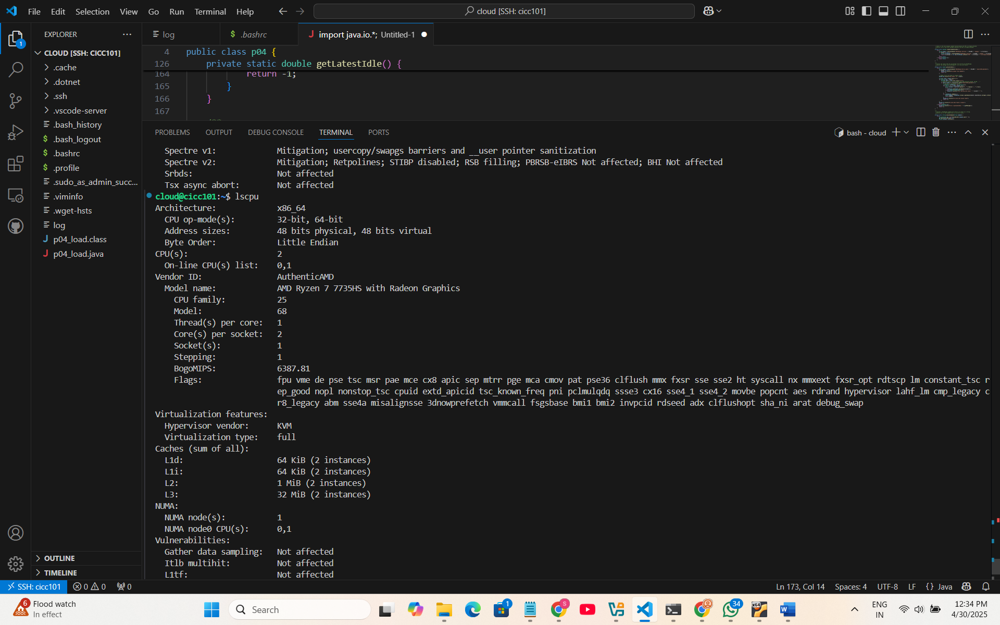 File Edit Selection View Go Run Terminal Help
cloud [SSH: cicc101]
EXPLORER
log
.bashrc
import java.io.*; Untitled-1
CLOUD [SSH: CICC101]
.cache
.dotnet
.ssh
.vscode-server
.bash_history
.bash_logout
.bashrc
.profile
.sudo_as_admin_succ...
.viminfo
.wget-hsts
log
p04_load.class
p04_load.java
OUTLINE
TIMELINE
4 public class p04 {
126 private static double getLatestIdle() {
164 return -1;
165 }
166 }
167
PROBLEMS OUTPUT DEBUG CONSOLE TERMINAL PORTS
bash - cloud
Spectre v1: Mitigation; usercopy/swapgs barriers and __user pointer sanitization
Spectre v2: Mitigation; Retpolines; STIBP disabled; RSB filling; PBRSB-eIBRS Not affected; BHI Not affected
Srbds: Not affected
Tsx async abort: Not affected
cloud@cicc101:~$ lscpu
Architecture: x86_64
CPU op-mode(s): 32-bit, 64-bit
Address sizes: 48 bits physical, 48 bits virtual
Byte Order: Little Endian
CPU(s): 2
On-line CPU(s) list: 0,1
Vendor ID: AuthenticAMD
Model name: AMD Ryzen 7 7735HS with Radeon Graphics
CPU family: 25
Model: 68
Thread(s) per core: 1
Core(s) per socket: 2
Socket(s): 1
Stepping: 1
BogoMIPS: 6387.81
Flags: fpu vme de pse tsc msr pae mce cx8 apic sep mtrr pge mca cmov pat pse36 clflush mmx fxsr sse sse2 ht syscall nx mmxext fxsr_opt rdtscp lm constant_tsc r
ep_good nopl nonstop_tsc cpuid extd_apicid tsc_known_freq pni pclmulqdq ssse3 cx16 sse4_1 sse4_2 movbe popcnt aes rdrand hypervisor lahf_lm cmp_legacy c
r8_legacy abm sse4a misalignsse 3dnowprefetch vmmcall fsgsbase bmi1 bmi2 invpcid rdseed adx clflushopt sha_ni arat debug_swap
Virtualization features:
Hypervisor vendor: KVM
Virtualization type: full
Caches (sum of all):
L1d: 64 KiB (2 instances)
L1i: 64 KiB (2 instances)
L2: 1 MiB (2 instances)
L3: 32 MiB (2 instances)
NUMA:
NUMA node(s): 1
NUMA node0 CPU(s): 0,1
Vulnerabilities:
Gather data sampling: Not affected
Itlb multihit: Not affected
L1tf: Not affected
SSH: cicc101 0 0 0
Ln 173, Col 14 Spaces: 4 UTF-8 LF {} Java
6 Flood watch
In effect
Search
1
S
34
x64
W
ENG
IN
12:34 PM
4/30/2025